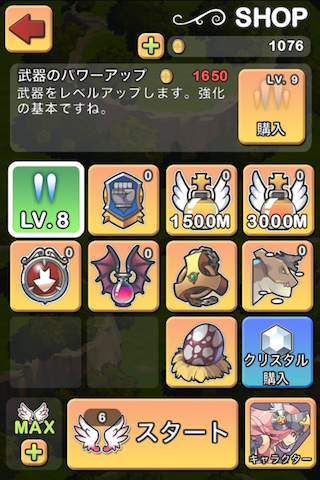 SHOP
1076
武器のパワーアップ 1650
武器をレベルアップします。強化
の基本ですね。
LV. 9
購入
LV. 8
0
0
1500M
0
3000M
0
0
0
0
クリスタル
購入
MAX
6
スタート
キャラクター